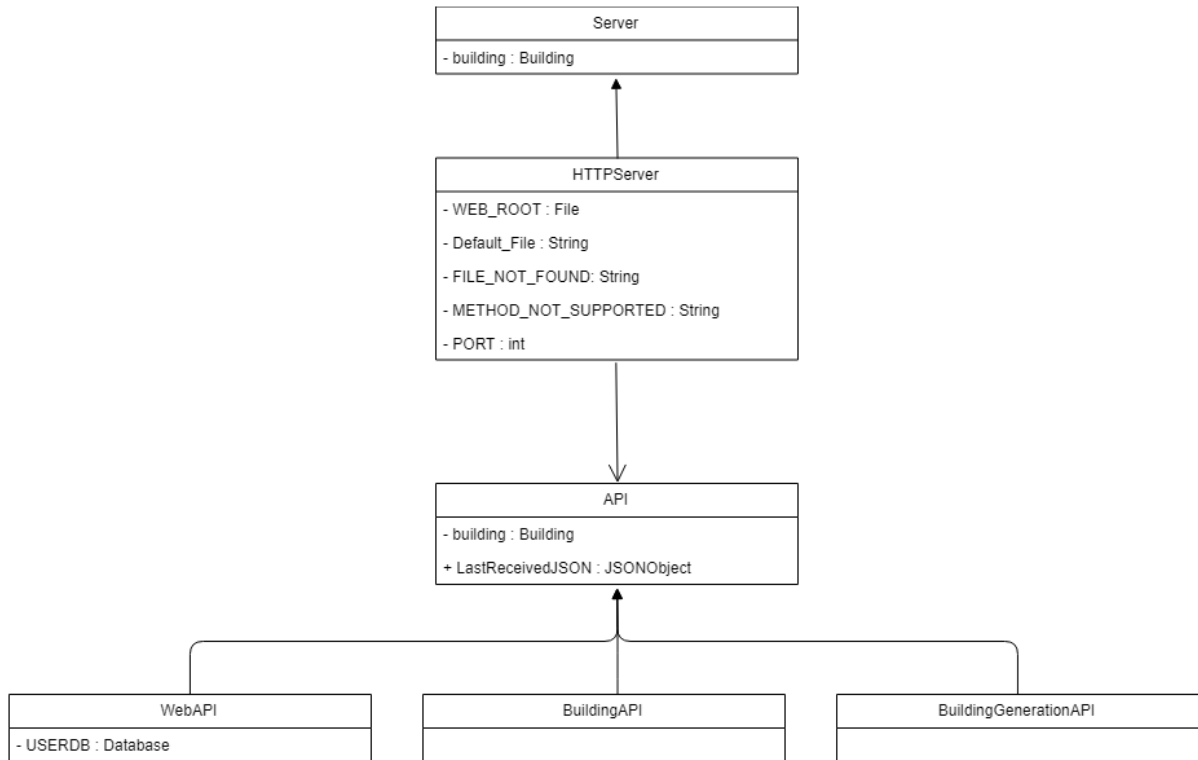 Server
- building : Building
HTTPServer
- WEB_ROOT : File
- Default_File : String
- FILE_NOT_FOUND: String
- METHOD_NOT_SUPPORTED : String
- PORT : int
API
- building : Building
+ LastReceivedJSON : JSONObject
WebAPI
- USERDB : Database
BuildingAPI
BuildingGenerationAPI